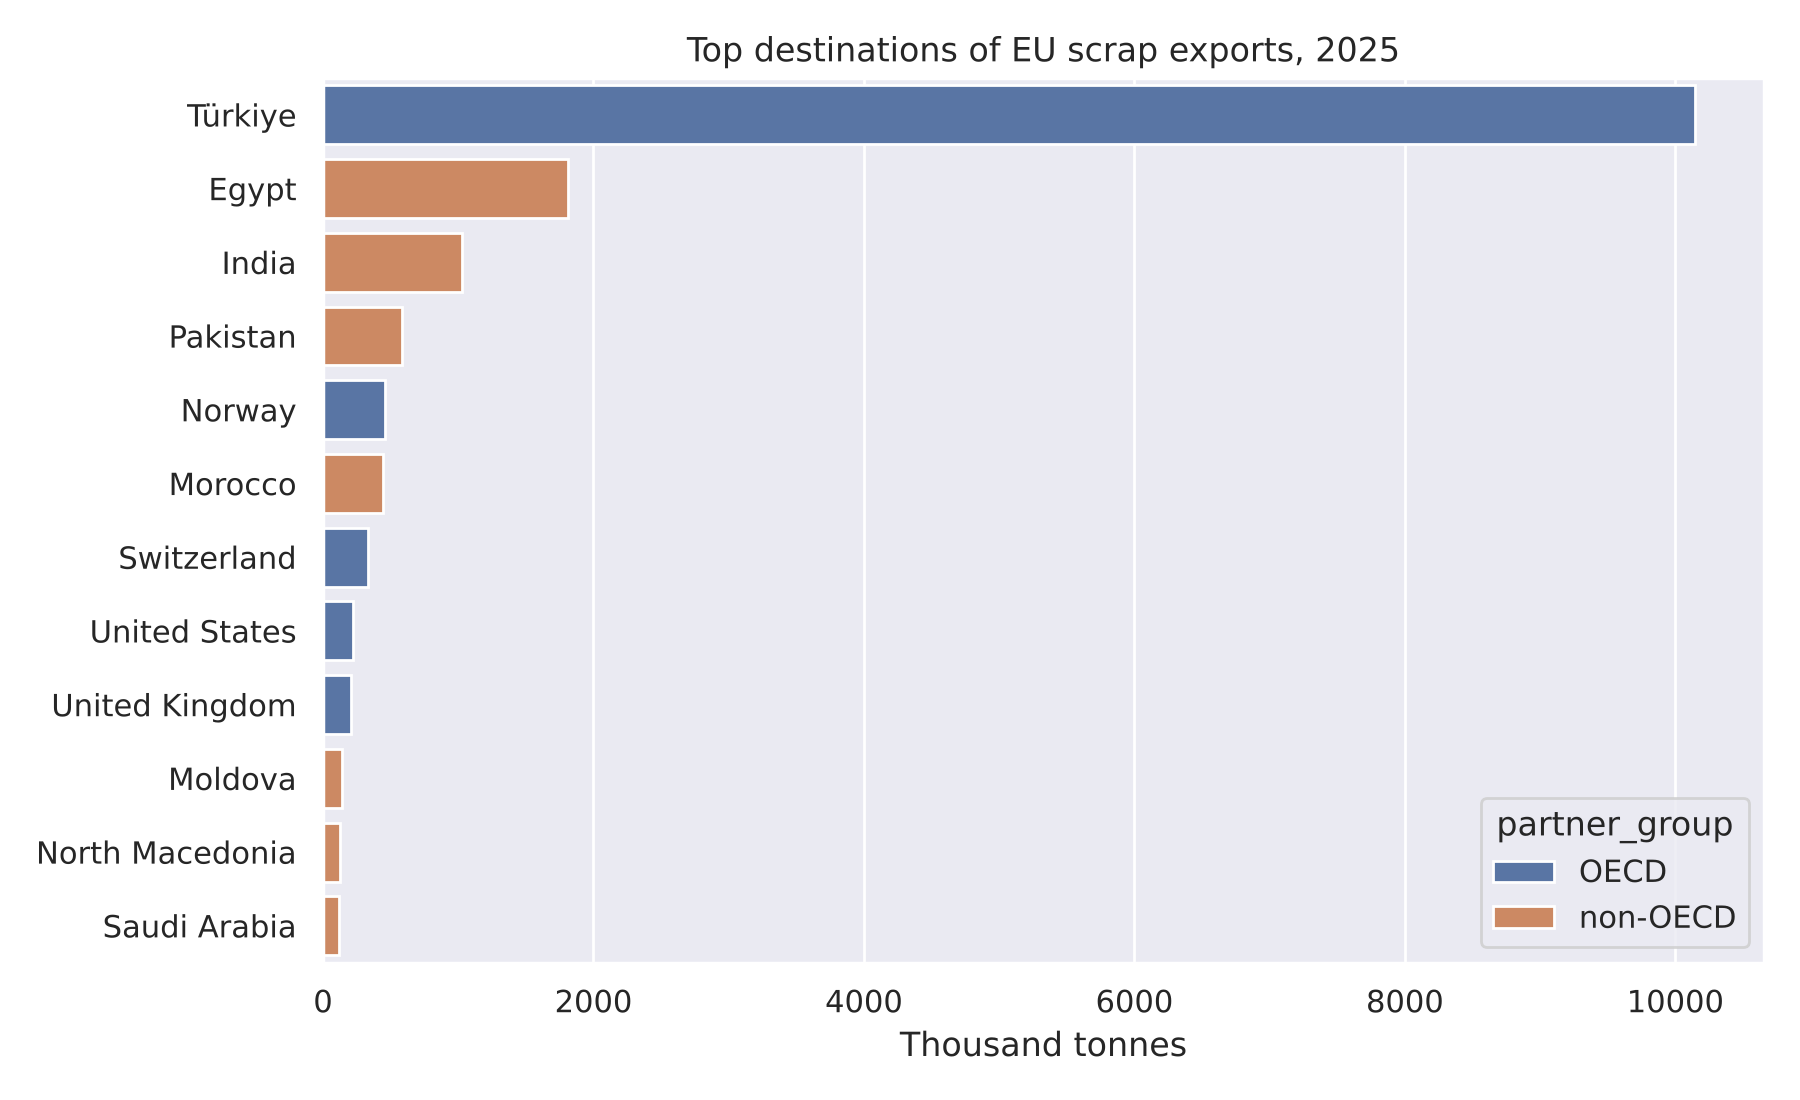 Top destinations of EU scrap exports, 2025
Türkiye
Egypt
India
Pakistan
Norway
Morocco
Switzerland
United States
United Kingdom
Moldova
North Macedonia
Saudi Arabia
partner_group
OECD
non-OECD
0 2000 4000 6000 8000 10000
Thousand tonnes